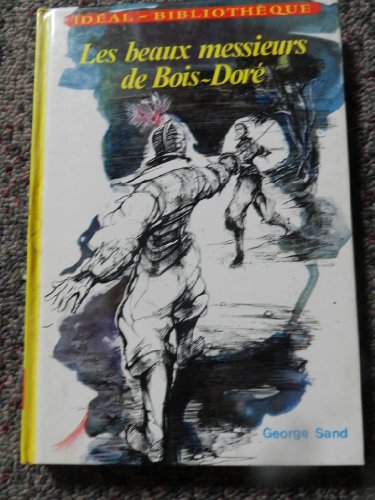 IDÉAL-BIBLIOTHÈQUE
Les beaux messieurs
de Bois-Doré
George Sand